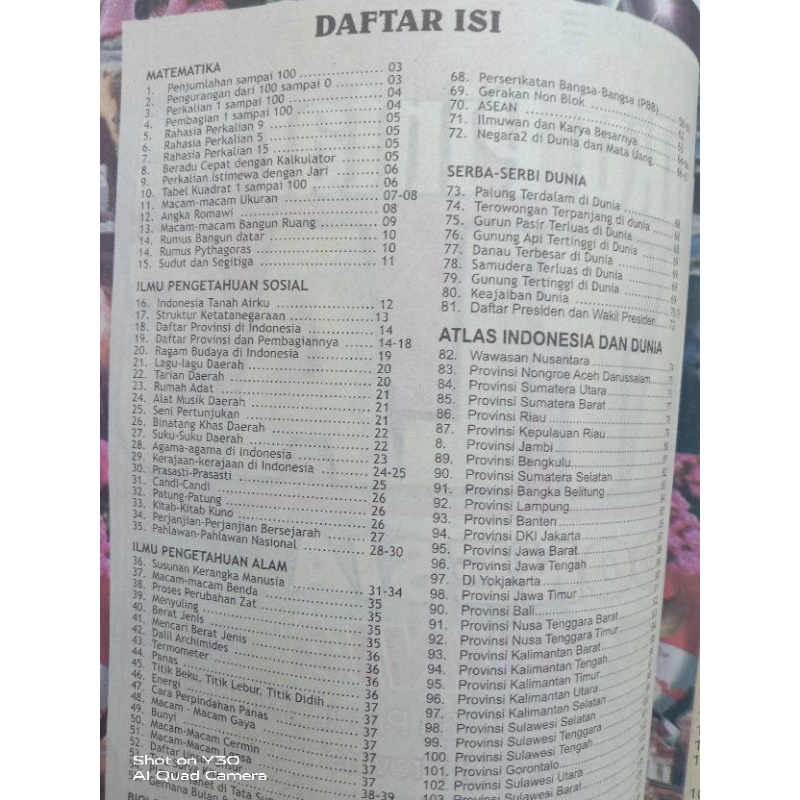 DAFTAR ISI
MATEMATIKA
1. Penjumlahan sampai 100 ........ 03
2. Pengurangan dari 100 sampai 0 ........ 03
3. Perkalian 1 sampai 100 ........ 04
4. Pembagian 1 sampai 100 ........ 04
5. Rahasia Perkalian 9 ........ 05
6. Rahasia Perkalian 5 ........ 05
7. Rahasia Perkalian 15 ........ 05
8. Beradu Cepat dengan Kalkulator ........ 05
9. Perkalian Istimewa dengan Jari ........ 06
10. Tabel Kuadrat 1 sampai 100 ........ 06
11. Macam-macam Ukuran ........ 07-08
12. Angka Romawi ........ 08
13. Macam-macam Bangun Ruang ........ 09
14. Rumus Bangun datar ........ 10
14. Rumus Pythagoras ........ 10
15. Sudut dan Segitiga ........ 11
ILMU PENGETAHUAN SOSIAL
16. Indonesia Tanah Airku ........ 12
17. Struktur Ketatanegaraan ........ 13
18. Daftar Provinsi di Indonesia ........ 14
19. Daftar Provinsi dan Pembagiannya ........ 14-18
20. Ragam Budaya di Indonesia ........ 19
21. Lagu-lagu Daerah ........ 20
22. Tarian Daerah ........ 20
23. Rumah Adat ........ 21
24. Alat Musik Daerah ........ 21
25. Seni Pertunjukan ........ 21
26. Binatang Khas Daerah ........ 22
27. Suku-Suku Daerah ........ 22
28. Agama-agama di Indonesia ........ 23
29. Kerajaan-kerajaan di Indonesia ........ 24-25
30. Prasasti-Prasasti ........ 25
31. Candi-Candi ........ 26
32. Patung-Patung ........ 26
33. Kitab-Kitab Kuno ........ 26
34. Perjanjian-Perjanjian Bersejarah ........ 27
35. Pahlawan-Pahlawan Nasional ........ 28-30
ILMU PENGETAHUAN ALAM
36. Susunan Kerangka Manusia ........ 31-34
37. Macam-macam Benda ........ 35
38. Proses Perubahan Zat ........ 35
39. Menyuling ........ 35
40. Berat Jenis ........ 35
41. Mencari Berat Jenis ........ 36
42. Dalil Archimides ........ 36
43. Termometer ........ 36
44. Panas ........ 36
45. Titik Beku, Titik Lebur, Titik Didih ........ 36
46. Energi ........ 37
47. Cara Perpindahan Panas ........ 37
48. Macam - Macam Gaya ........ 37
49. Bunyi ........ 37
50. Macam-Macam Cermin ........ 37
51. Macam-Macam
Daftar
Gerhana Bulan
38-39
68. Perserikatan Bangsa-Bangsa (PBB)
69. Gerakan Non Blok
70. ASEAN
71. Ilmuwan dan Karya Besarnya
72. Negara2 di Dunia dan Mata Uang
SERBA-SERBI DUNIA
73. Palung Terdalam di Dunia ........ 68
74. Terowongan Terpanjang di dunia ........ 68
75. Gurun Pasir Terluas di Dunia ........ 68
76. Gunung Api Tertinggi di Dunia ........ 69
77. Danau Terbesar di Dunia ........ 69
78. Samudera Terluas di Dunia ........ 69
79. Gunung Tertinggi di Dunia ........ 69
80. Keajaiban Dunia
81. Daftar Presiden dan Wakil Presiden ........ 72
ATLAS INDONESIA DAN DUNIA
82. Wawasan Nusantara
83. Provinsi Nongroe Aceh Darussalam
84. Provinsi Sumatera Utara
85. Provinsi Sumatera Barat
86. Provinsi Riau
87. Provinsi Kepulauan Riau
8. Provinsi Jambi
89. Provinsi Bengkulu
90. Provinsi Sumatera Selatan
91. Provinsi Bangka Belitung
92. Provinsi Lampung
93. Provinsi Banten
94. Provinsi DKI Jakarta
95. Provinsi Jawa Barat
96. Provinsi Jawa Tengah
97. Di Yokjakarta
98. Provinsi Jawa Timur
90. Provinsi Bali
91. Provinsi Nusa Tenggara Barat
92. Provinsi Nusa Tenggara Timur
93. Provinsi Kalimantan Barat
94. Provinsi Kalimantan Tengah
95. Provinsi Kalimantan Timur
96. Provinsi Kalimantan Utara
97. Provinsi Kalimantan Selatan
98. Provinsi Sulawesi Selatan
99. Provinsi Sulawesi Tenggara
100. Provinsi Sulawesi Tengah
101. Provinsi Gorontalo
102. Provinsi Sulawesi Utara
103. Provinsi Sulawesi Barat
Shot on Y30
AI Quad Camera